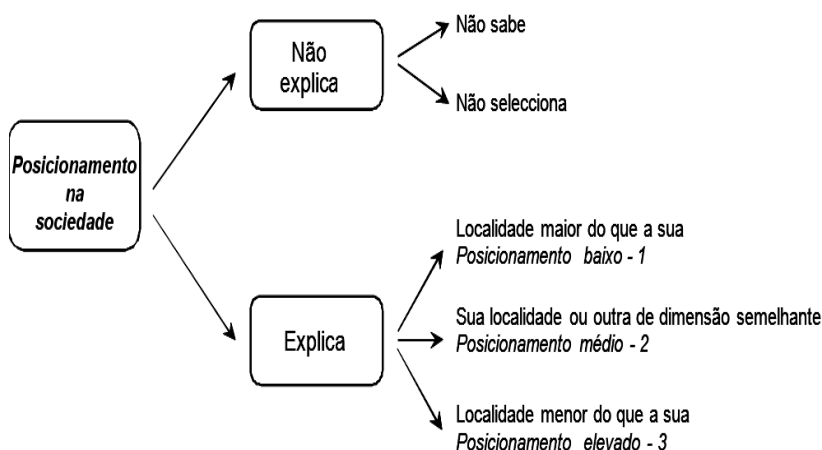 Não sabe
Não
explica
Não selecciona
Posicionamento
na
sociedade
Localidade maior do que a sua
Posicionamento baixo - 1
Explica
Sua localidade ou outra de dimensão semelhante
Posicionamento médio - 2
Localidade menor do que a sua
Posicionamento elevado - 3